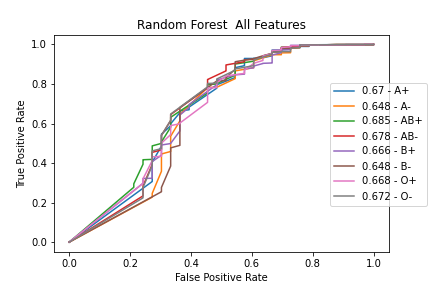 Random Forest  All Features
True Positive Rate
1.0
0.8
0.6
0.4
0.2
0.0
0.67 - A+
0.648 - A-
0.685 - AB+
0.678 - AB-
0.666 - B+
0.648 - B-
0.668 - O+
0.672 - O-
0.0 0.2 0.4 0.6 0.8 1.0
False Positive Rate